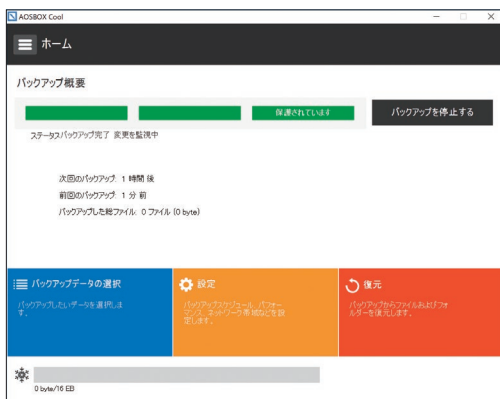 AOSBOX Cool
ホーム
バックアップ概要
保護されています
バックアップを停止する
ステータスバックアップ完了 変更を監視中
次回のバックアップ: 1 時間 後
前回のバックアップ: 1 分 前
バックアップした総ファイル: 0 ファイル (0 byte)
バックアップデータの選択
バックアップしたいデータを選択しま
す。
設定
バックアップスケジュール、パフォー
マンス、ネットワーク帯域などを設
定します。
復元
バックアップからファイルおよびフォ
ルダーを復元します。
0 byte/16 EB